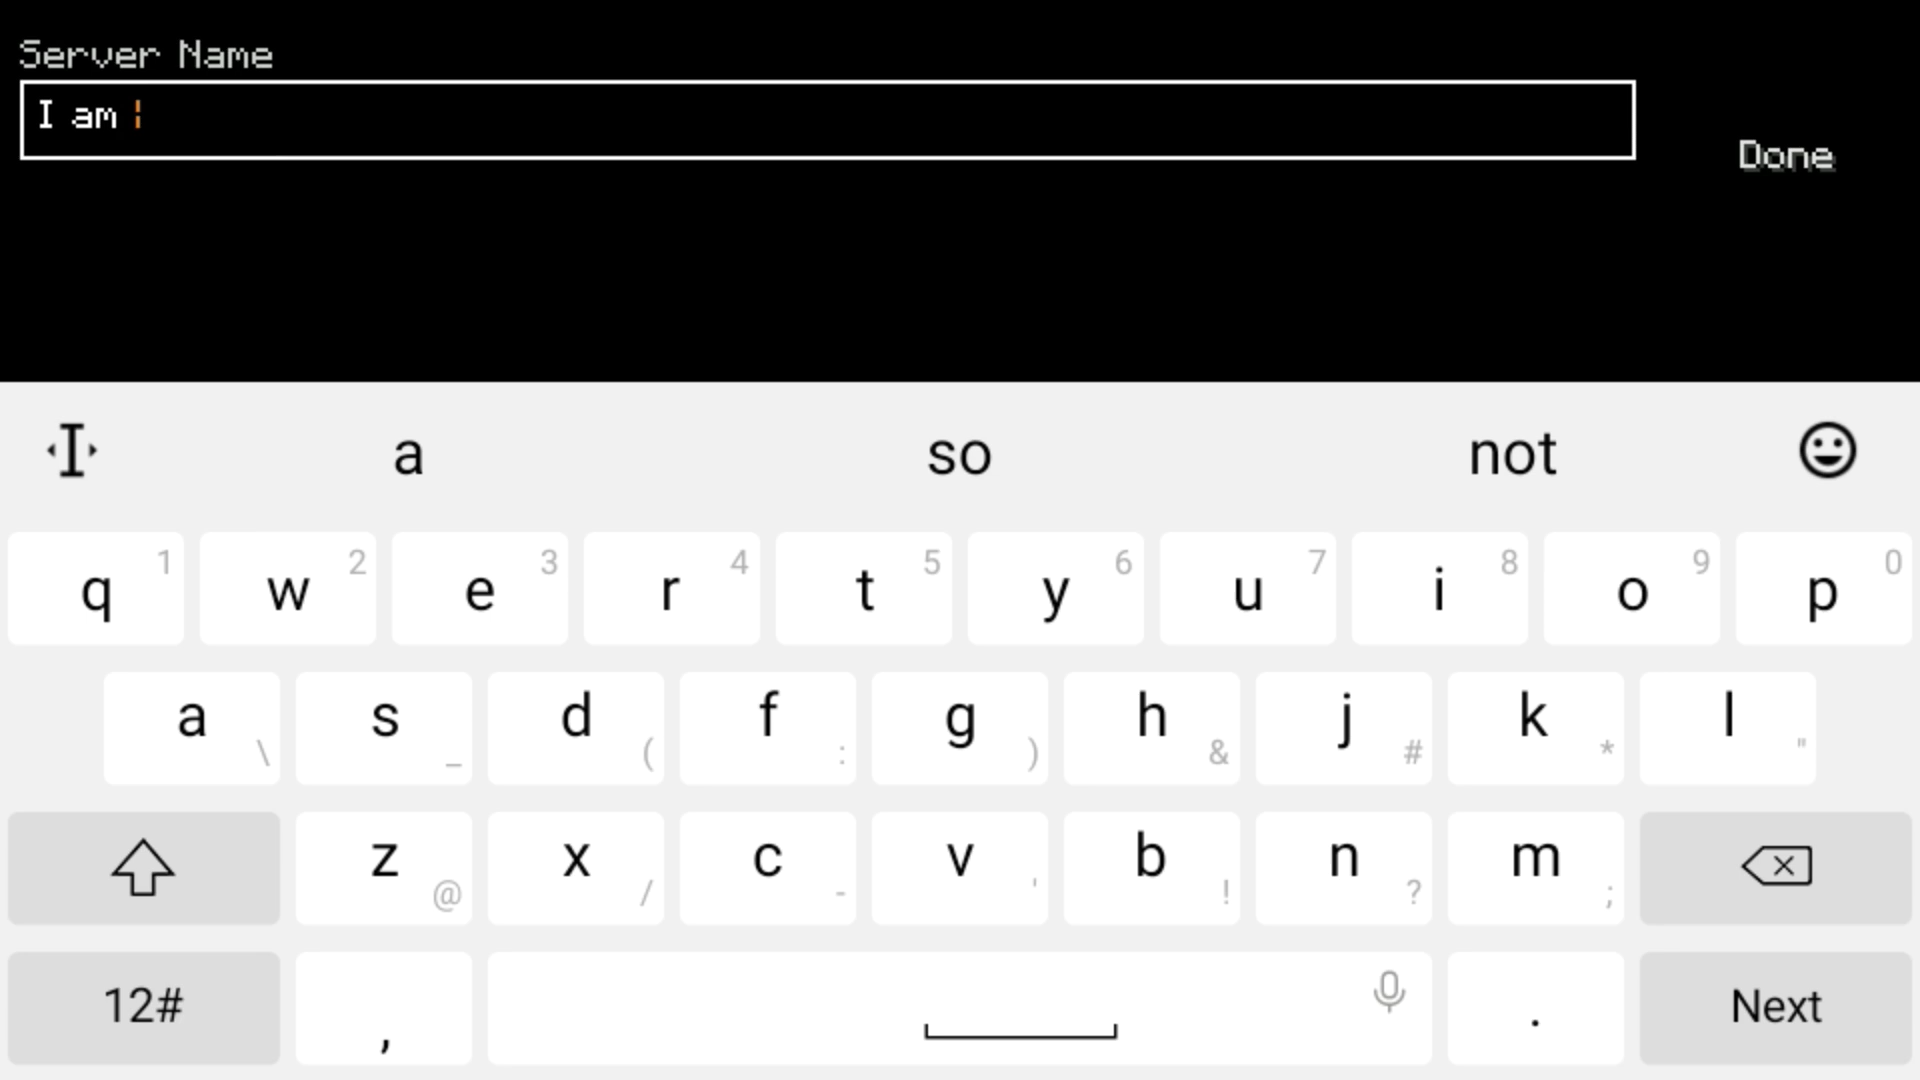 Server Name
I am
Done
a so not
q 1 w 2 e 3 r 4 t 5 y 6 u 7 i 8 o 9 p 0
a \ s _ d ( f : g ) h & j # k * l "
z @ x / c - v ' b ! n ? m ;
12# , . Next